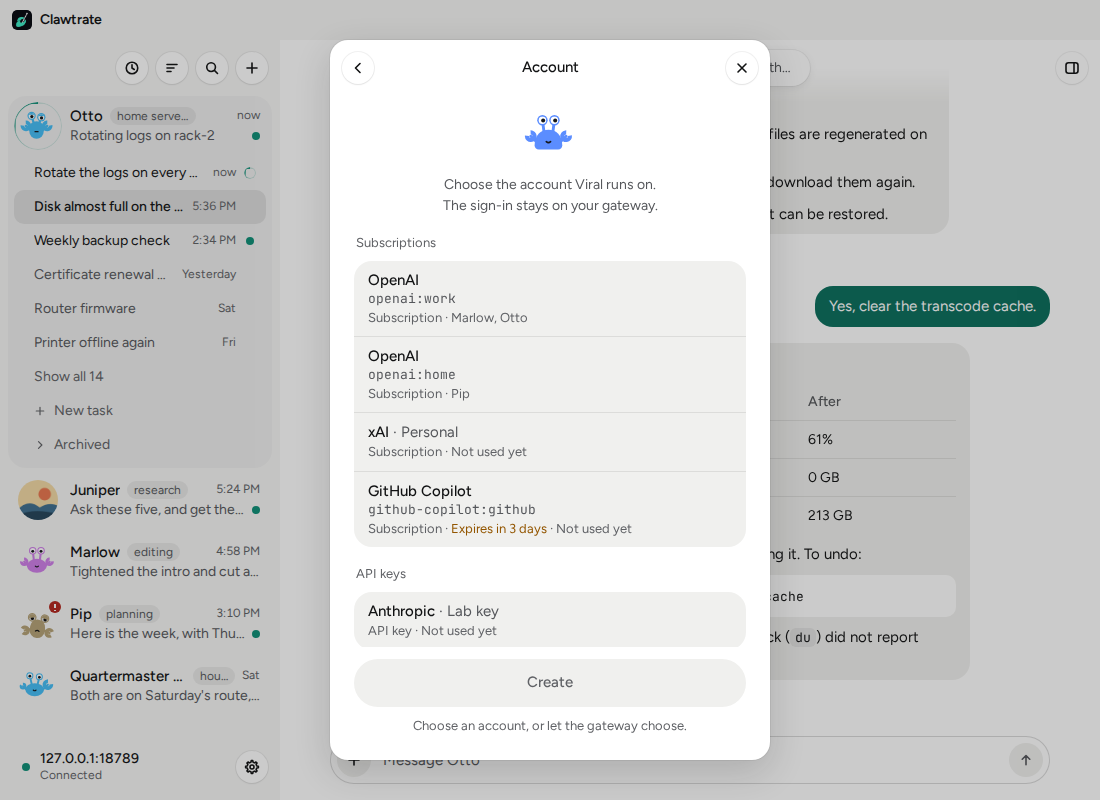 Clawtrate
Otto
home serve…
now
Rotating logs on rack-2
Rotate the logs on every …
now
Disk almost full on the …
5:36 PM
Weekly backup check
2:34 PM
Certificate renewal …
Yesterday
Router firmware
Sat
Printer offline again
Fri
Show all 14
New task
Archived
Juniper
research
5:24 PM
Ask these five, and get the…
Marlow
editing
4:58 PM
Tightened the intro and cut a…
Pip
planning
3:10 PM
Here is the week, with Thu…
Quartermaster …
hou…
Sat
Both are on Saturday's route,…
127.0.0.1:18789
Connected
Account
Choose the account Viral runs on.
The sign-in stays on your gateway.
Subscriptions
OpenAI
openai:work
Subscription · Marlow, Otto
OpenAI
openai:home
Subscription · Pip
xAI · Personal
Subscription · Not used yet
GitHub Copilot
github-copilot:github
Subscription · Expires in 3 days · Not used yet
API keys
Anthropic · Lab key
API key · Not used yet
Create
Choose an account, or let the gateway choose.
th…
files are regenerated on
download them again.
t can be restored.
Yes, clear the transcode cache.
After
61%
0 GB
213 GB
ng it. To undo:
cache
ck ( du ) did not report
Message Otto